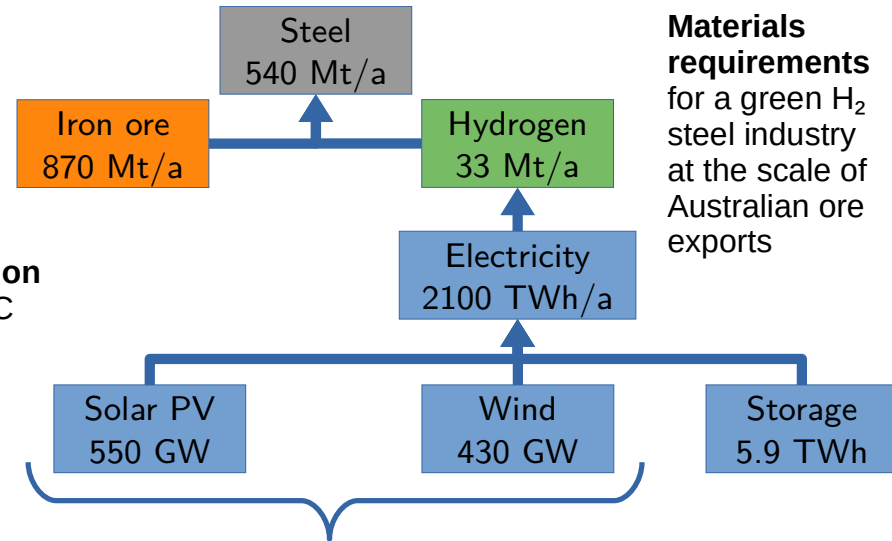 Steel
540 Mt/a
Materials
requirements
for a green H₂
steel industry
at the scale of
Australian ore
exports
Iron ore
870 Mt/a
Hydrogen
33 Mt/a
on
C
Electricity
2100 TWh/a
Solar PV
550 GW
Wind
430 GW
Storage
5.9 TWh